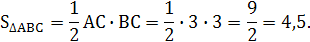 S∆ABC = 1/2 AC · BC = 1/2 · 3 · 3 = 9/2 = 4,5.